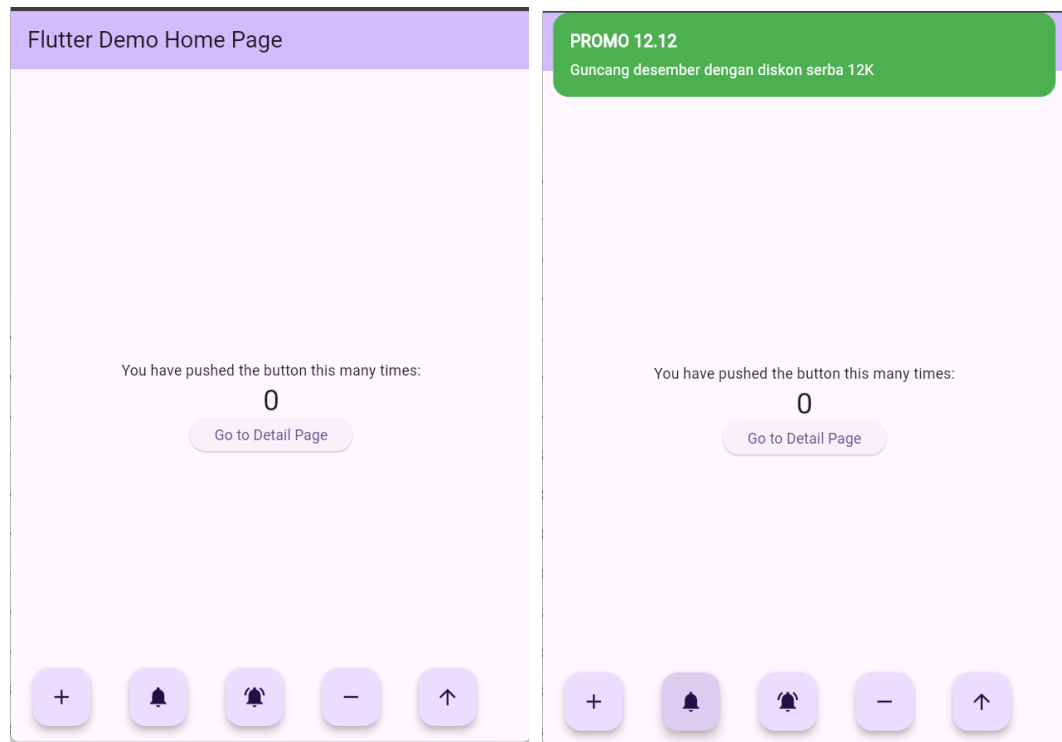 Flutter Demo Home Page
You have pushed the button this many times:
0
Go to Detail Page
PROMO 12.12
Guncang desember dengan diskon serba 12K
You have pushed the button this many times:
0
Go to Detail Page